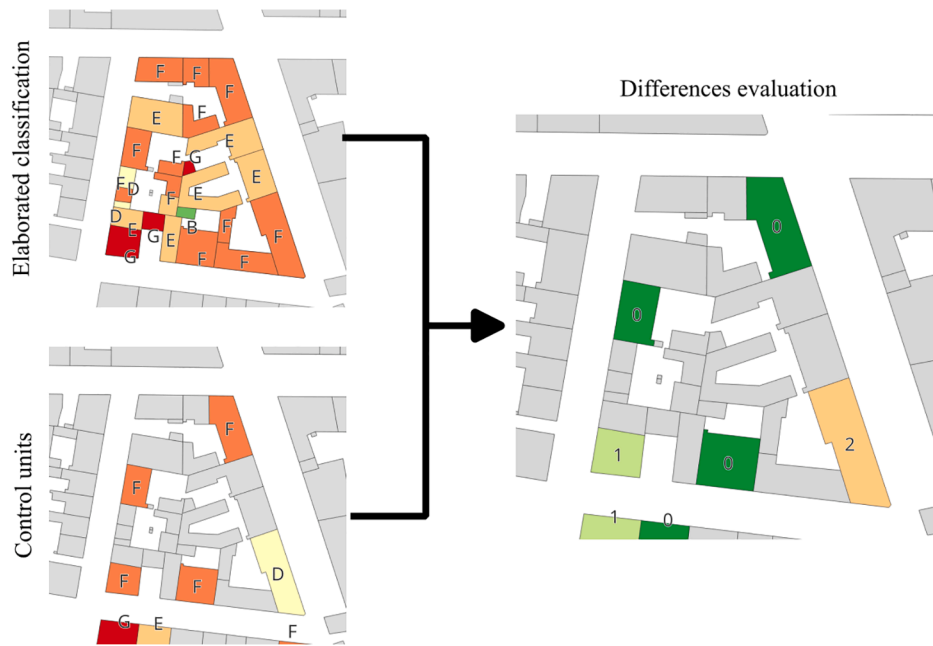 Elaborated classification
F F
F
F
E
E
F
F G
E
F D
E
F
D
B
F
E
G
E
F
G
F
F
Control units
F
F
D
F
F
G E
F
Differences evaluation
0
0
2
1
0
1 0